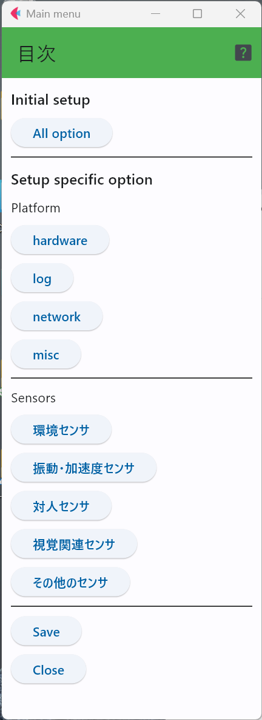 Main menu
目次
?
Initial setup
All option
Setup specific option
Platform
hardware
log
network
misc
Sensors
環境センサ
振動・加速度センサ
対人センサ
視覚関連センサ
その他のセンサ
Save
Close